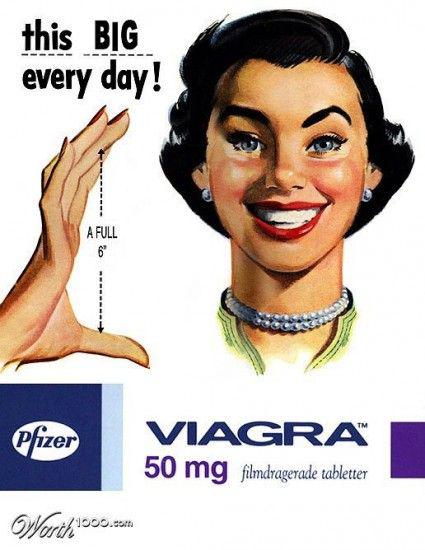 this BIG
every day!
A FULL
6"
Pfizer
VIAGRA™
50 mg filmdragerade tabletter
Worth1000.com